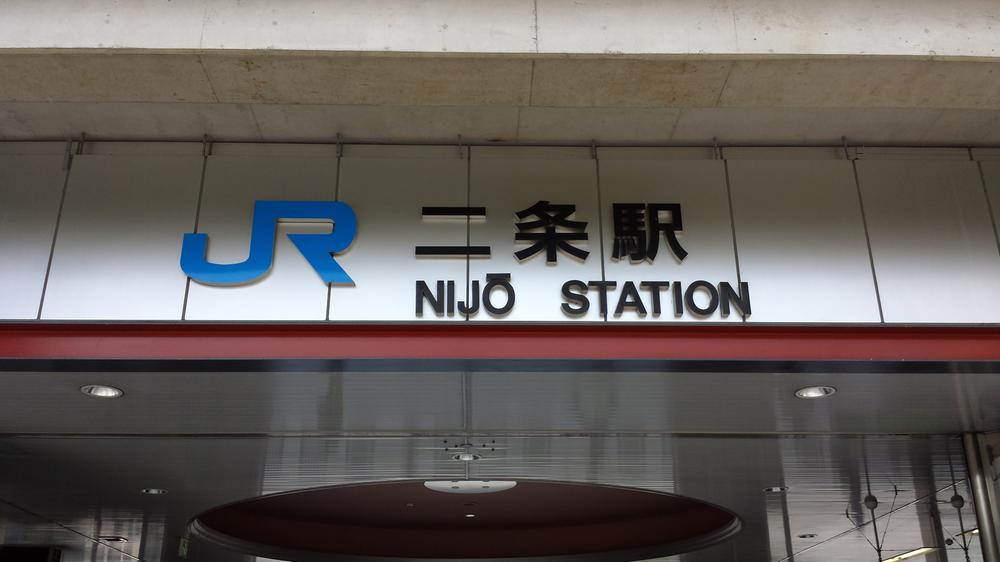 JR 二条駅
NIJŌ STATION